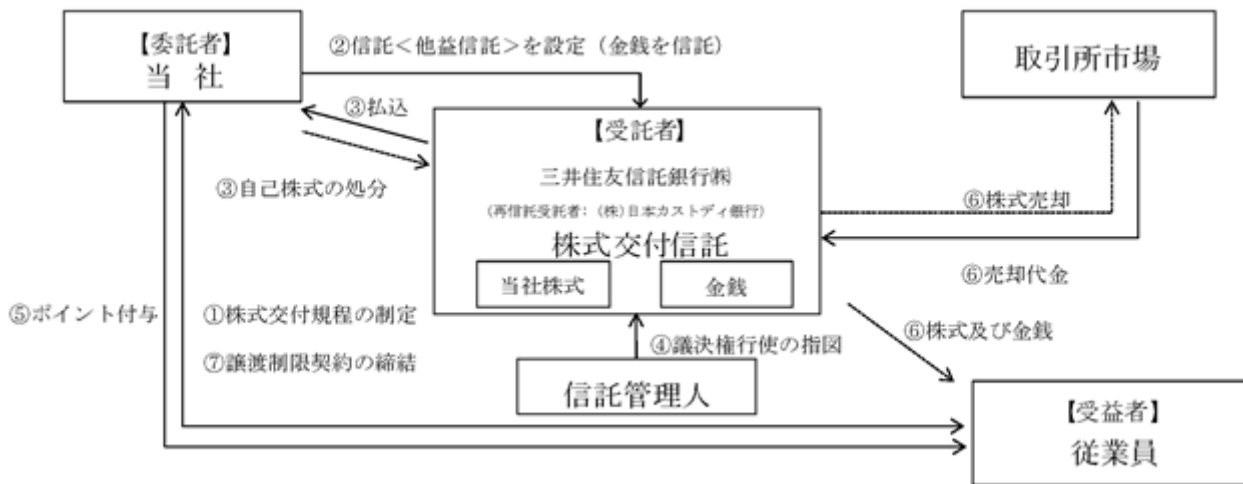 【委託者】
当 社
②信託＜他益信託＞を設定（金銭を信託）
取引所市場
③払込
【受託者】
三井住友信託銀行㈱
(再信託受託者：(株)日本カストディ銀行)
株式交付信託
当社株式
金銭
③自己株式の処分
⑥株式売却
⑥売却代金
⑤ポイント付与
①株式交付規程の制定
⑦譲渡制限契約の締結
④議決権行使の指図
⑥株式及び金銭
信託管理人
【受益者】
従業員